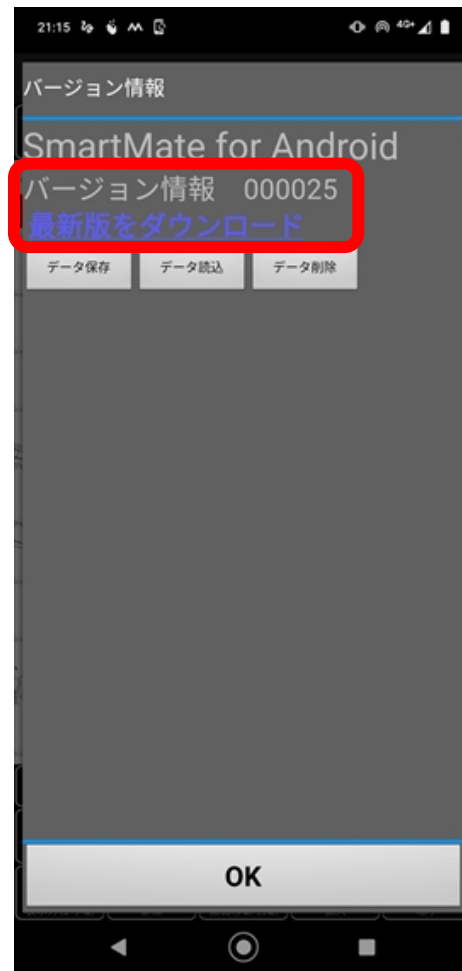 21:15
4G+
バージョン情報
SmartMate for Android
バージョン情報　000025
最新版をダウンロード
データ保存 データ読込 データ削除
OK